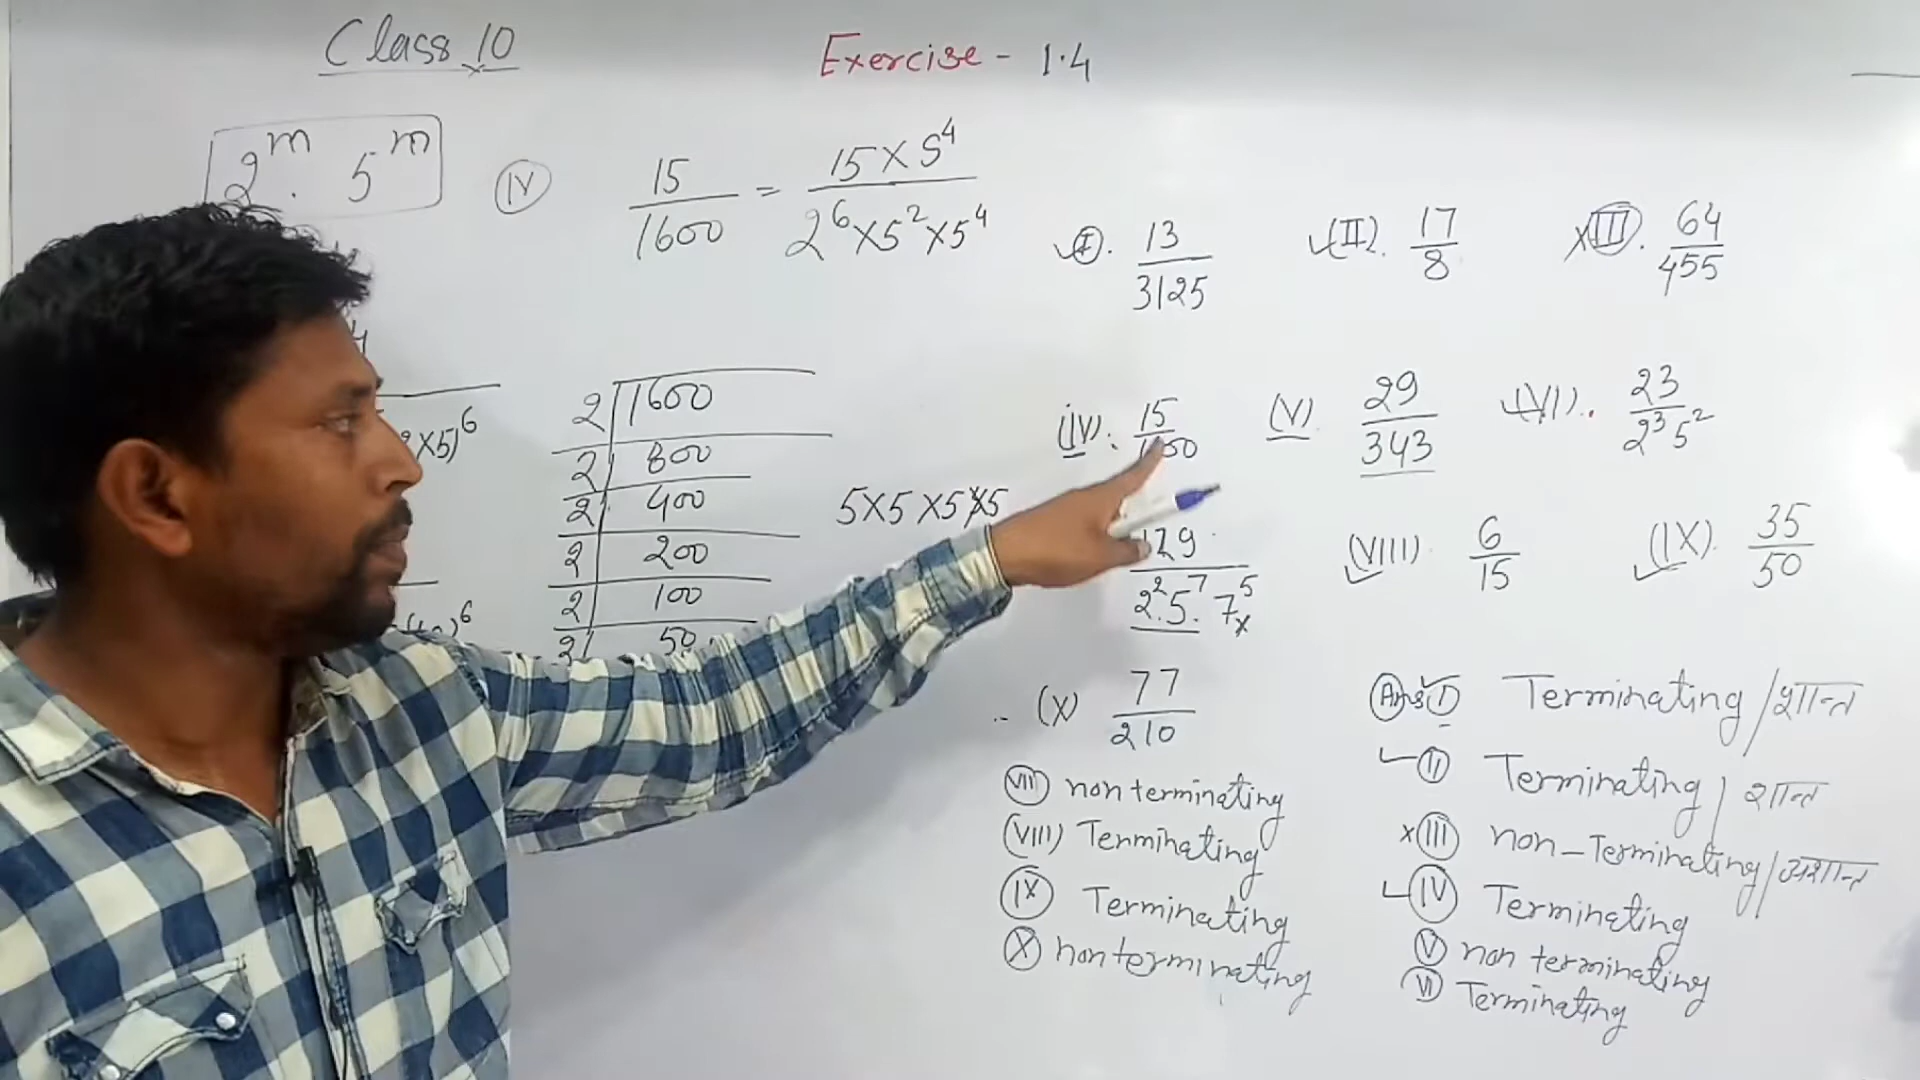 Class 10
Exercise - 1.4
2^m . 5^m
(IV) 15/1600 = 15×5^4 / 2^6×5^2×5^4
(I). 13/3125 (II). 17/8 ×(III). 64/455
(IV). 15/1600 (V) 29/343 (VI). 23/2^3 5^2
129/2^2.5^7.7^5 × (VIII) 6/15 (IX). 35/50
(X) 77/210
×5)^6
)^6
2 | 1600
2 | 800
2 | 400
2 | 200
2 | 100
2 | 50
5×5×5×5
Ans (I) Terminating / शान्त
(II) Terminating / शान्त
×(III) non-Terminating / अशान्त
(IV) Terminating
(V) non terminating
(VI) Terminating
(VII) non terminating
(VIII) Terminating
(IX) Terminating
(X) non terminating